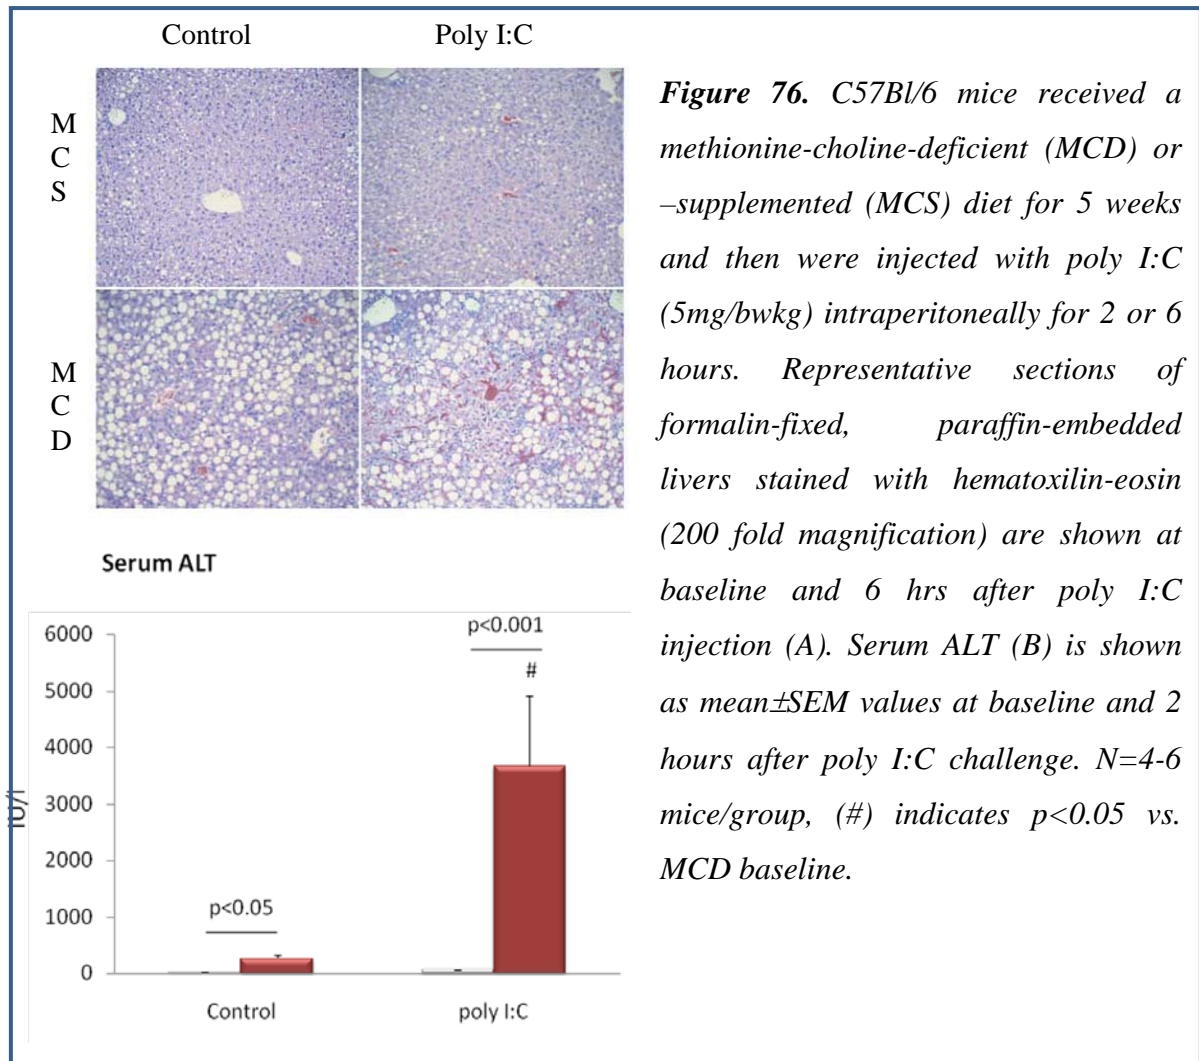 Control Poly I:C
M
C
S
M
C
D
Serum ALT
6000
5000
4000
3000
2000
1000
0
IU/l
p<0.05
p<0.001
#
Control poly I:C
Figure 76. C57Bl/6 mice received a
methionine-choline-deficient (MCD) or
–supplemented (MCS) diet for 5 weeks
and then were injected with poly I:C
(5mg/bwkg) intraperitoneally for 2 or 6
hours. Representative sections of
formalin-fixed, paraffin-embedded
livers stained with hematoxilin-eosin
(200 fold magnification) are shown at
baseline and 6 hrs after poly I:C
injection (A). Serum ALT (B) is shown
as mean±SEM values at baseline and 2
hours after poly I:C challenge. N=4-6
mice/group, (#) indicates p<0.05 vs.
MCD baseline.